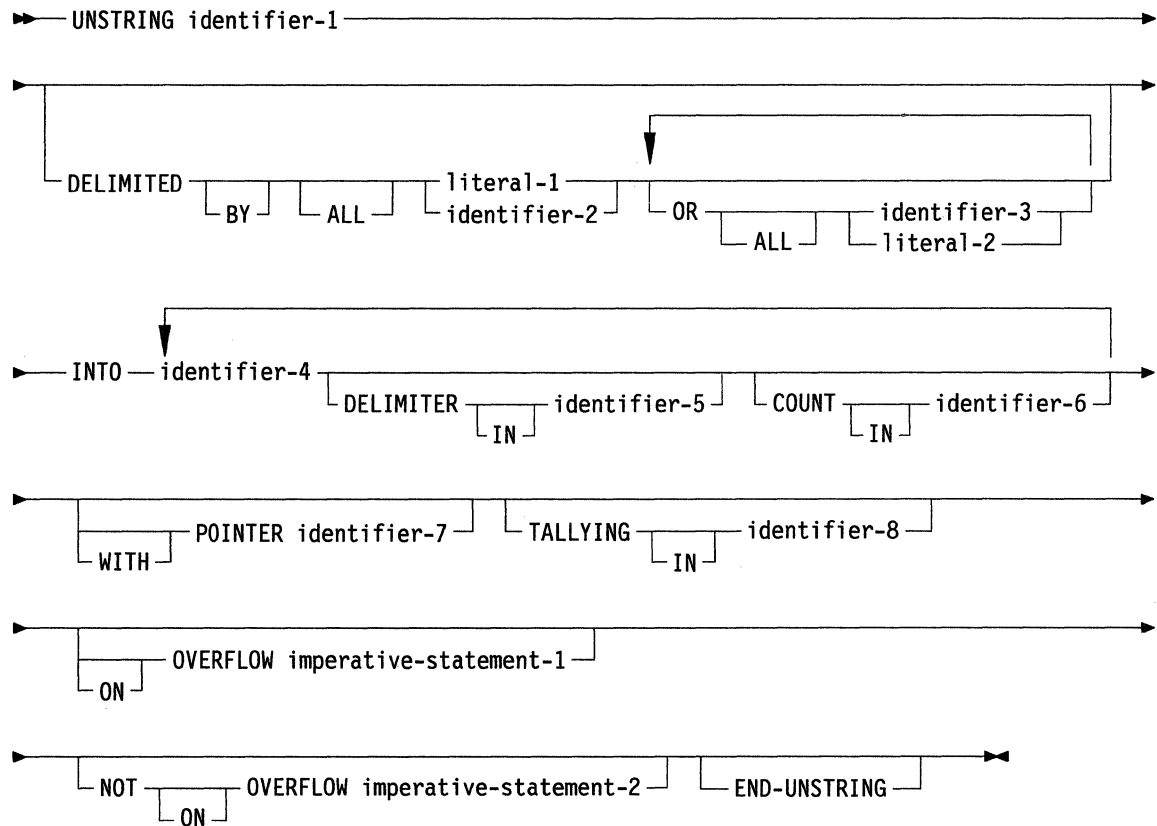 UNSTRING identifier-1
DELIMITED BY ALL literal-1 identifier-2 OR ALL identifier-3 literal-2
INTO identifier-4 DELIMITER IN identifier-5 COUNT IN identifier-6
WITH POINTER identifier-7 TALLYING IN identifier-8
ON OVERFLOW imperative-statement-1
NOT ON OVERFLOW imperative-statement-2 END-UNSTRING